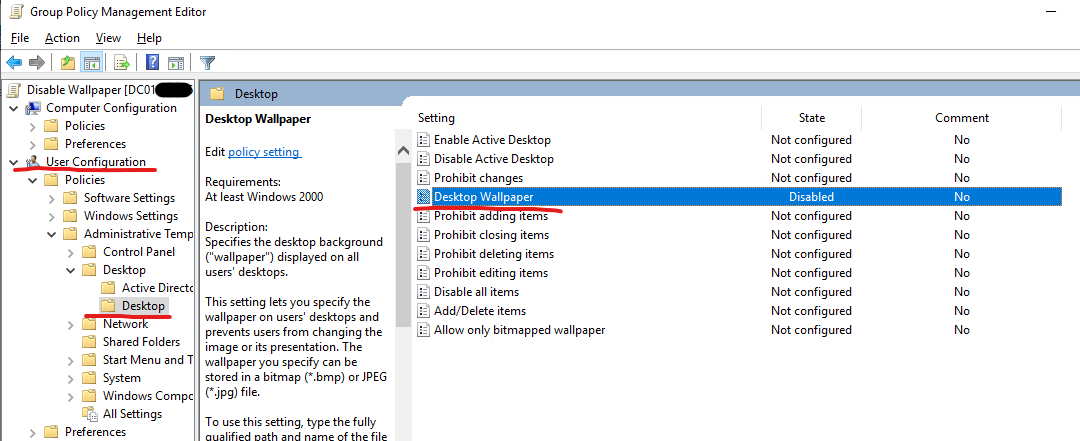 Group Policy Management Editor
File Action View Help
Disable Wallpaper [DC01
Computer Configuration
Policies
Preferences
User Configuration
Policies
Software Settings
Windows Settings
Administrative Temp
Control Panel
Desktop
Active Directo
Desktop
Network
Shared Folders
Start Menu and T
System
Windows Compo
All Settings
Preferences
Desktop
Desktop Wallpaper
Edit policy setting
Requirements:
At least Windows 2000
Description:
Specifies the desktop background
("wallpaper") displayed on all
users' desktops.
This setting lets you specify the
wallpaper on users' desktops and
prevents users from changing the
image or its presentation. The
wallpaper you specify can be
stored in a bitmap (*.bmp) or JPEG
(*.jpg) file.
To use this setting, type the fully
qualified path and name of the file
Setting State Comment
Enable Active Desktop Not configured No
Disable Active Desktop Not configured No
Prohibit changes Not configured No
Desktop Wallpaper Disabled No
Prohibit adding items Not configured No
Prohibit closing items Not configured No
Prohibit deleting items Not configured No
Prohibit editing items Not configured No
Disable all items Not configured No
Add/Delete items Not configured No
Allow only bitmapped wallpaper Not configured No